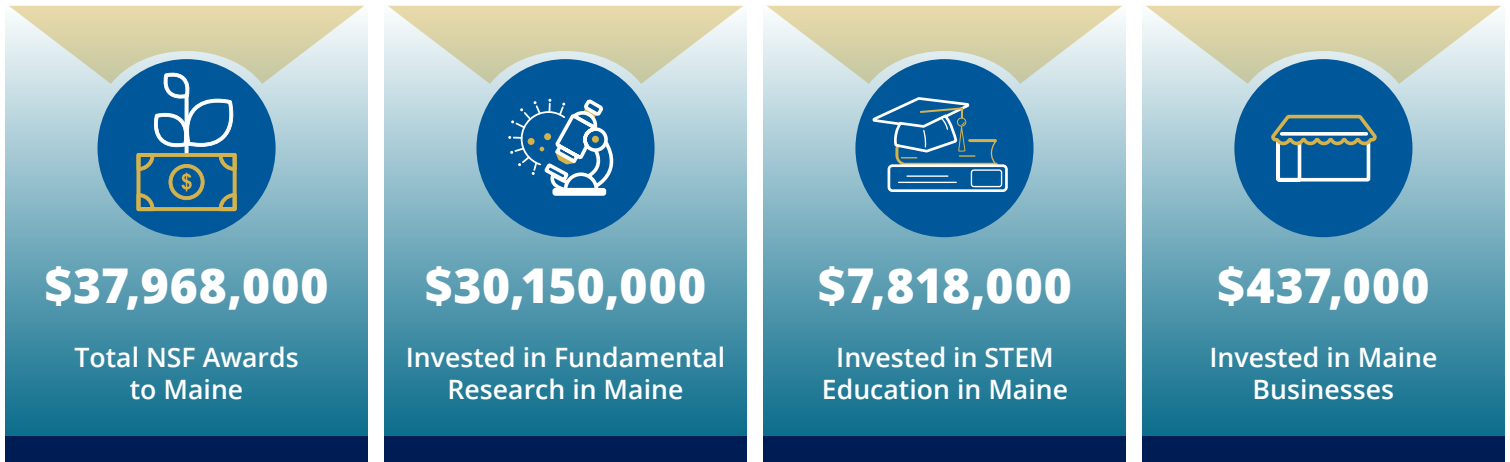 $
$37,968,000
Total NSF Awards
to Maine
$30,150,000
Invested in Fundamental
Research in Maine
$7,818,000
Invested in STEM
Education in Maine
$437,000
Invested in Maine
Businesses